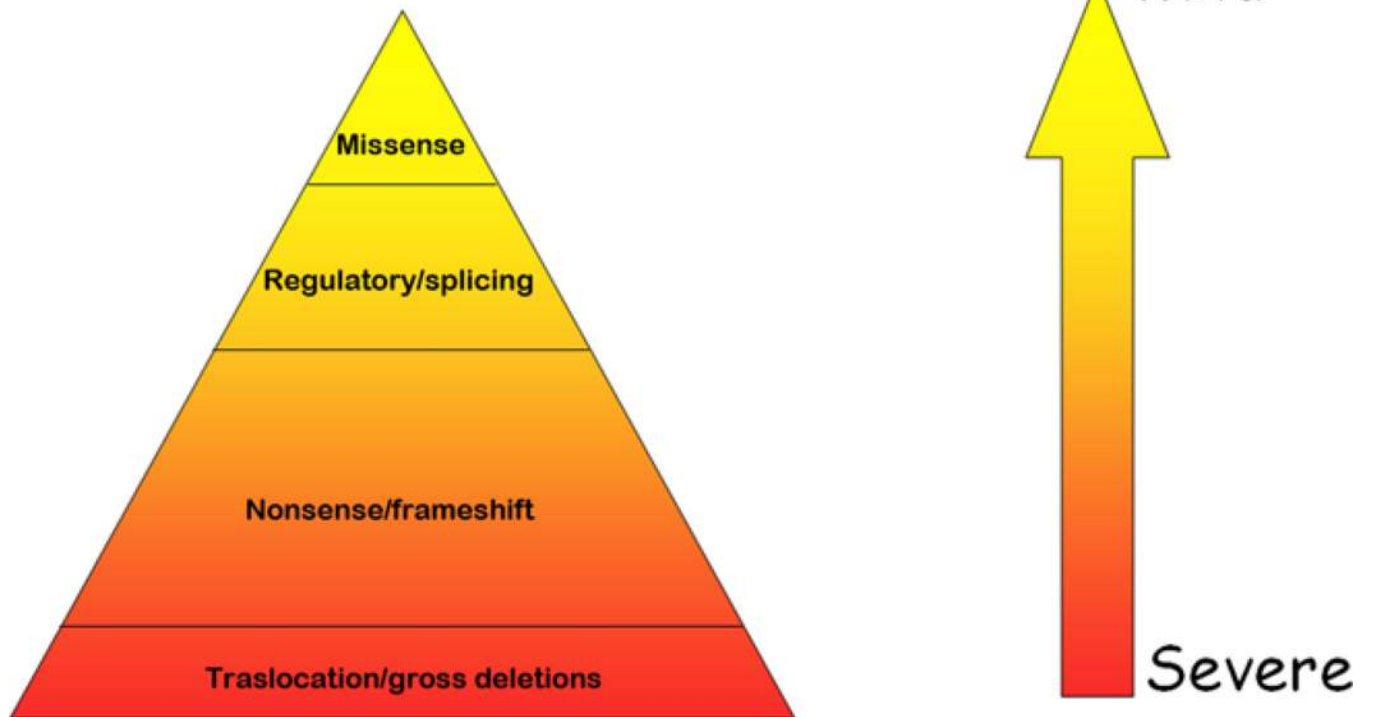 Missense
Regulatory/splicing
Nonsense/frameshift
Traslocation/gross deletions
Severe